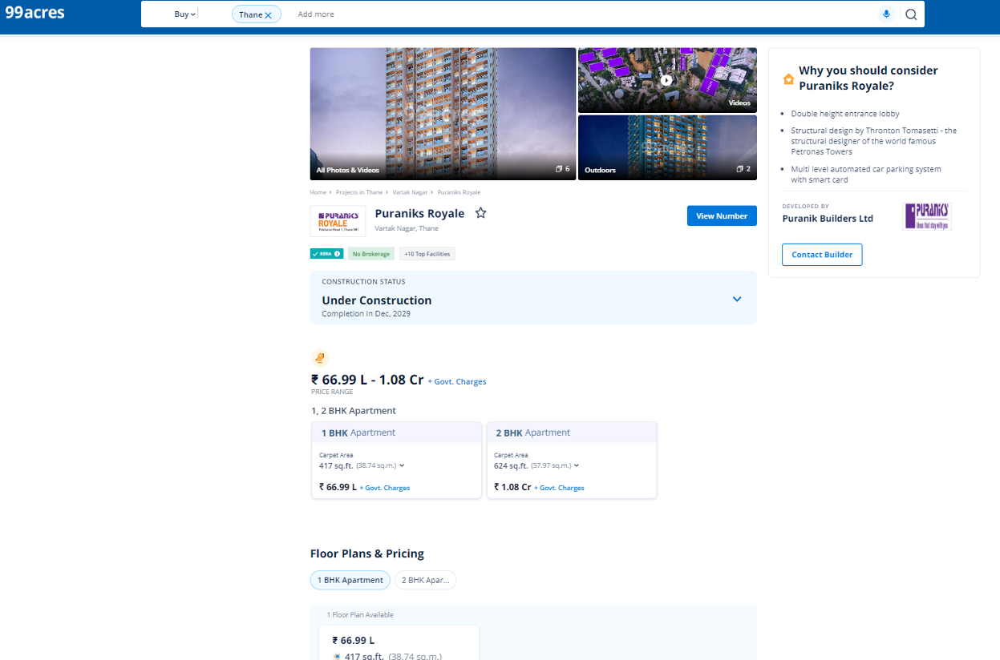 99acres
Buy
Thane
Add more
All Photos & Videos
6
Videos
Outdoors
2
Home > Projects in Thane > Vartak Nagar > Puraniks Royale
PURANIKS
ROYALE
Puraniks Royale
Vartak Nagar, Thane
View Number
RERA
No Brokerage
+10 Top Facilities
CONSTRUCTION STATUS
Under Construction
Completion in Dec, 2029
₹ 66.99 L - 1.08 Cr + Govt. Charges
PRICE RANGE
1, 2 BHK Apartment
1 BHK Apartment
Carpet Area
417 sq.ft. (38.74 sq.m.)
₹ 66.99 L + Govt. Charges
2 BHK Apartment
Carpet Area
624 sq.ft. (57.97 sq.m.)
₹ 1.08 Cr + Govt. Charges
Floor Plans & Pricing
1 BHK Apartment
2 BHK Apar...
1 Floor Plan Available
₹ 66.99 L
417 sq.ft. (38.74 sq.m.)
Why you should consider
Puraniks Royale?
• Double height entrance lobby
• Structural design by Thronton Tomasetti - the
structural designer of the world famous
Petronas Towers
• Multi level automated car parking system
with smart card
DEVELOPED BY
Puranik Builders Ltd
PURANIKS
Ideas that stay with you
Contact Builder